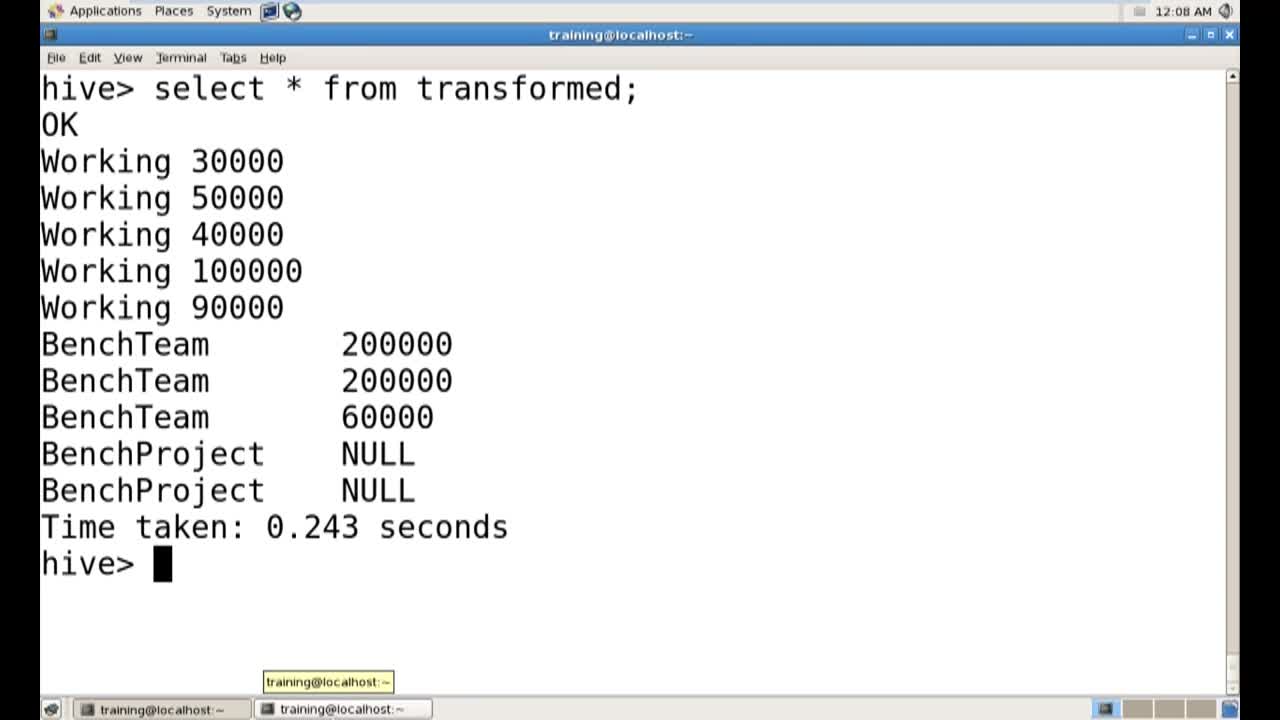 Applications Places System 12:08 AM
training@localhost:~
File Edit View Terminal Tabs Help
hive> select * from transformed;
OK
Working 30000
Working 50000
Working 40000
Working 100000
Working 90000
BenchTeam 200000
BenchTeam 200000
BenchTeam 60000
BenchProject NULL
BenchProject NULL
Time taken: 0.243 seconds
hive>
training@localhost:~
training@localhost:~ training@localhost:~